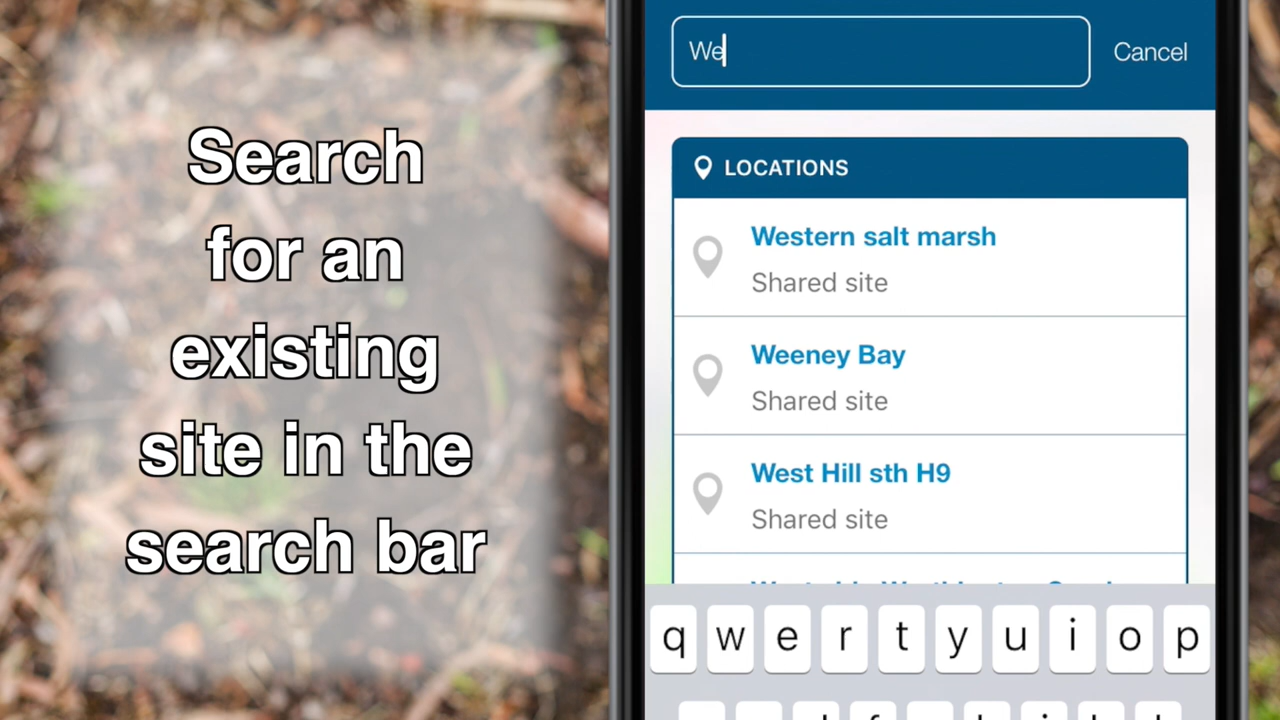 Search
for an
existing
site in the
search bar
We
Cancel
LOCATIONS
Western salt marsh
Shared site
Weeney Bay
Shared site
West Hill sth H9
Shared site
q w e r t y u i o p